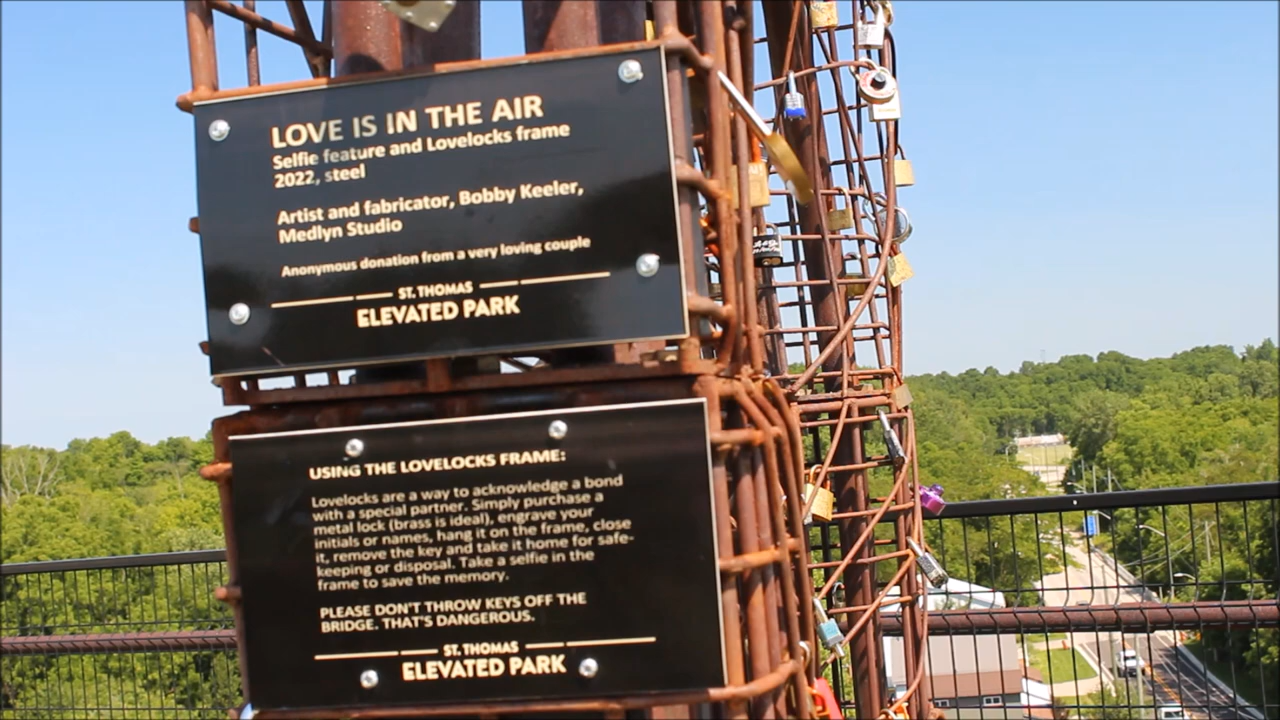 LOVE IS IN THE AIR
Selfie feature and Lovelocks frame
2022, steel
Artist and fabricator, Bobby Keeler,
Medlyn Studio
Anonymous donation from a very loving couple
ST. THOMAS
ELEVATED PARK
USING THE LOVELOCKS FRAME:
Lovelocks are a way to acknowledge a bond
with a special partner. Simply purchase a
metal lock (brass is ideal), engrave your
initials or names, hang it on the frame, close
it, remove the key and take it home for safe-
keeping or disposal. Take a selfie in the
frame to save the memory.
PLEASE DON'T THROW KEYS OFF THE
BRIDGE. THAT'S DANGEROUS.
ST. THOMAS
ELEVATED PARK